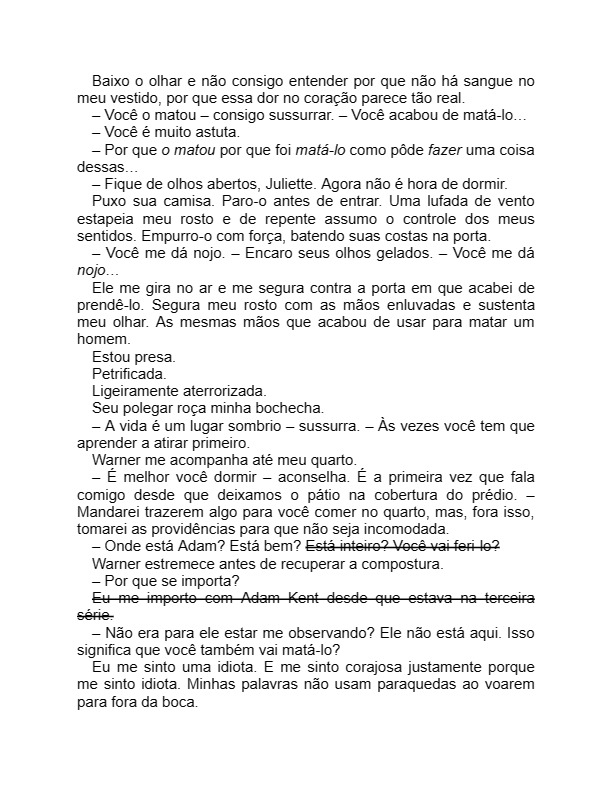 Baixo o olhar e não consigo entender por que não há sangue no
meu vestido, por que essa dor no coração parece tão real.
– Você o matou – consigo sussurrar. – Você acabou de matá-lo…
– Você é muito astuta.
– Por que o matou por que foi matá-lo como pôde fazer uma coisa
dessas…
– Fique de olhos abertos, Juliette. Agora não é hora de dormir.
Puxo sua camisa. Paro-o antes de entrar. Uma lufada de vento
estapeia meu rosto e de repente assumo o controle dos meus
sentidos. Empurro-o com força, batendo suas costas na porta.
– Você me dá nojo. – Encaro seus olhos gelados. – Você me dá
nojo…
Ele me gira no ar e me segura contra a porta em que acabei de
prendê-lo. Segura meu rosto com as mãos enluvadas e sustenta
meu olhar. As mesmas mãos que acabou de usar para matar um
homem.
Estou presa.
Petrificada.
Ligeiramente aterrorizada.
Seu polegar roça minha bochecha.
– A vida é um lugar sombrio – sussurra. – Às vezes você tem que
aprender a atirar primeiro.
Warner me acompanha até meu quarto.
– É melhor você dormir – aconselha. É a primeira vez que fala
comigo desde que deixamos o pátio na cobertura do prédio. –
Mandarei trazerem algo para você comer no quarto, mas, fora isso,
tomarei as providências para que não seja incomodada.
– Onde está Adam? Está bem? Está inteiro? Você vai feri-lo?
Warner estremece antes de recuperar a compostura.
– Por que se importa?
Eu me importo com Adam Kent desde que estava na terceira
série.
– Não era para ele estar me observando? Ele não está aqui. Isso
significa que você também vai matá-lo?
Eu me sinto uma idiota. E me sinto corajosa justamente porque
me sinto idiota. Minhas palavras não usam paraquedas ao voarem
para fora da boca.